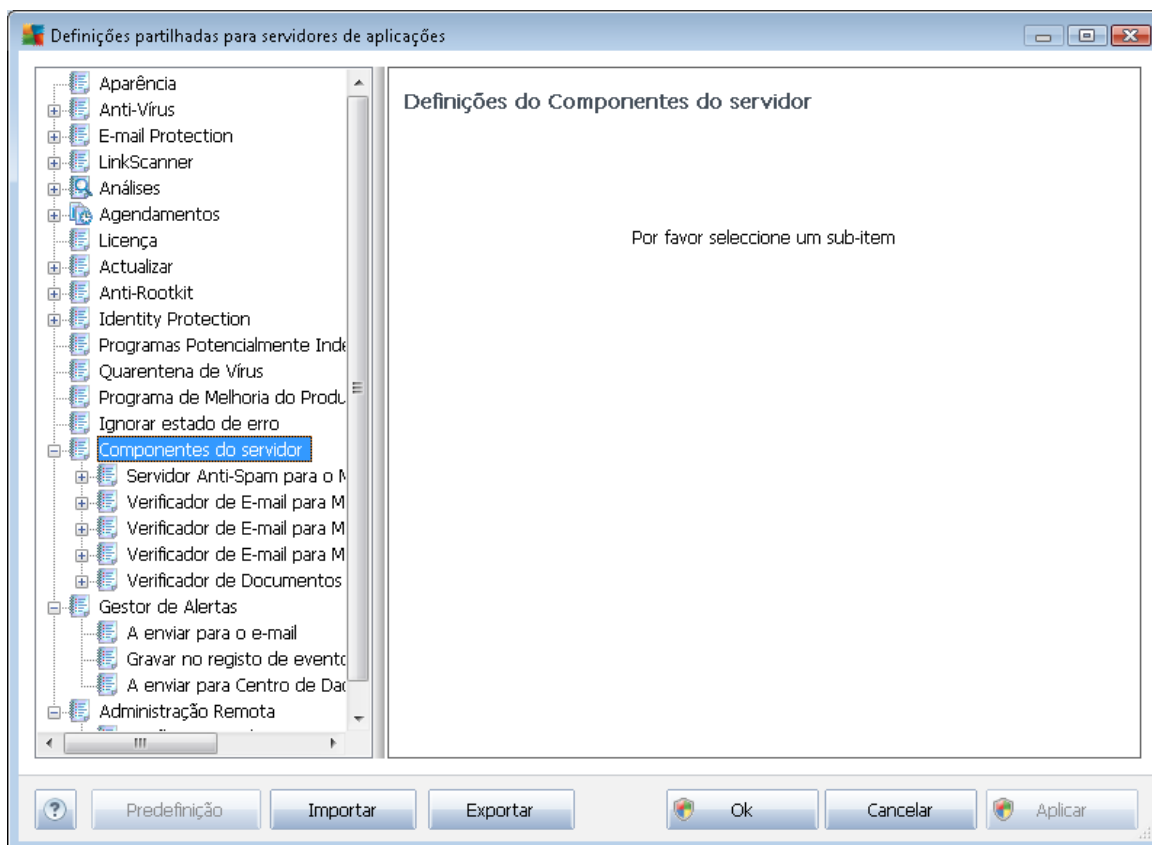 Definições partilhadas para servidores de aplicações
Aparência
Anti-Vírus
E-mail Protection
LinkScanner
Análises
Agendamentos
Licença
Actualizar
Anti-Rootkit
Identity Protection
Programas Potencialmente Inde
Quarentena de Vírus
Programa de Melhoria do Produ
Ignorar estado de erro
Componentes do servidor
Servidor Anti-Spam para o M
Verificador de E-mail para M
Verificador de E-mail para M
Verificador de E-mail para M
Verificador de Documentos
Gestor de Alertas
A enviar para o e-mail
Gravar no registo de evento
A enviar para Centro de Dad
Administração Remota
Definições do Componentes do servidor
Por favor seleccione um sub-item
? Predefinição Importar Exportar Ok Cancelar Aplicar